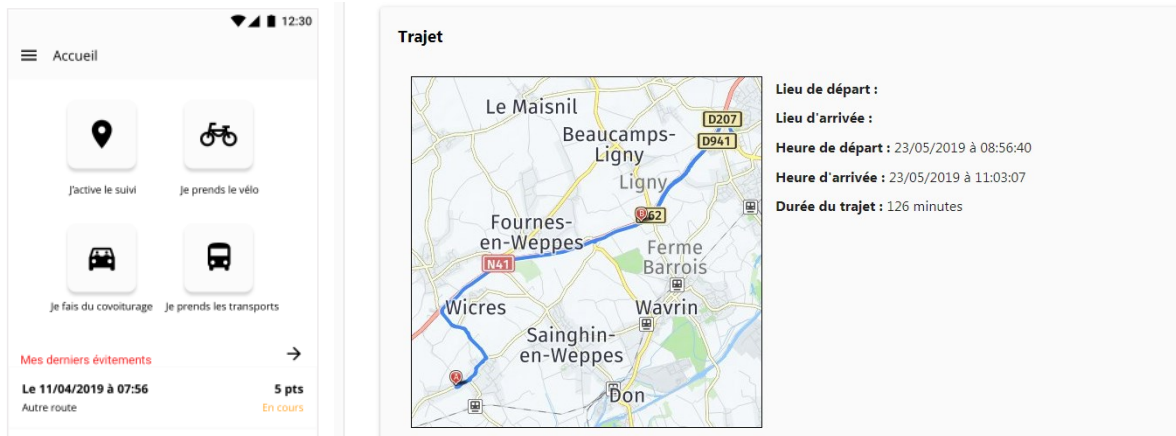 12:30
Accueil
J'active le suivi
Je prends le vélo
Je fais du covoiturage
Je prends les transports
Mes derniers évitements
Le 11/04/2019 à 07:56
5 pts
Autre route
En cours
Trajet
Le Maisnil
D207
Beaucamps-
Ligny
D941
Ligny
B
62
Fournes-
en-Weppes
Ferme
Barrois
N41
Wicres
Wavrin
Sainghin-
en-Weppes
A
Don
Lieu de départ :
Lieu d'arrivée :
Heure de départ : 23/05/2019 à 08:56:40
Heure d'arrivée : 23/05/2019 à 11:03:07
Durée du trajet : 126 minutes